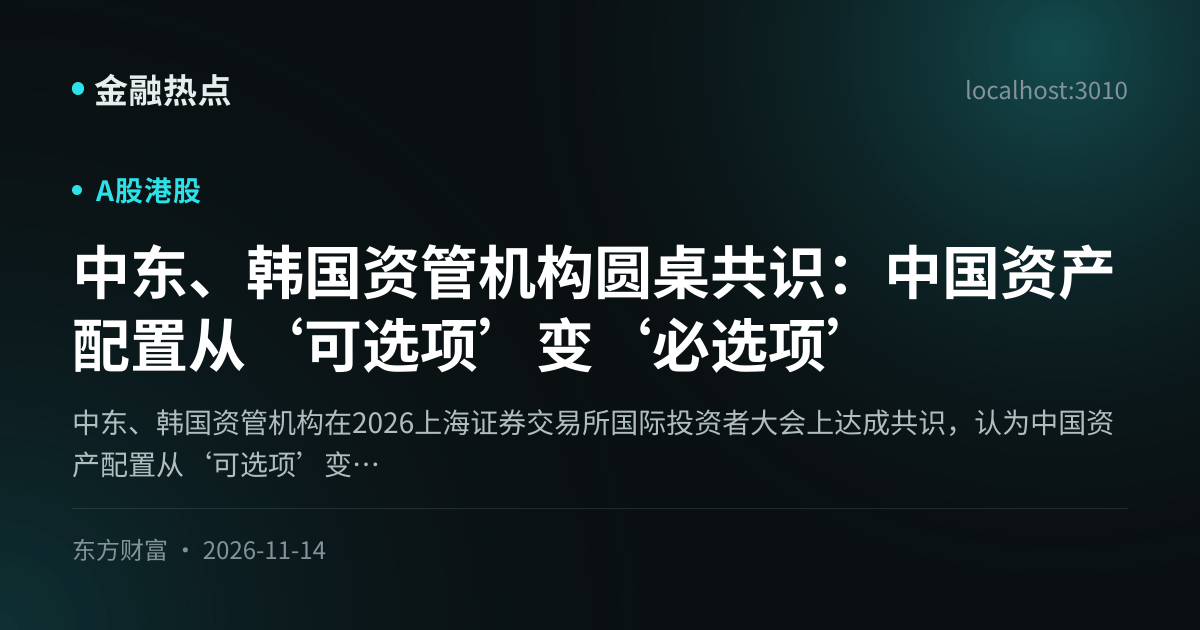 金融热点
localhost:3010
A股港股
中东、韩国资管机构圆桌共识：中国资产
配置从‘可选项’变‘必选项’
中东、韩国资管机构在2026上海证券交易所国际投资者大会上达成共识，认为中国资
产配置从‘可选项’变…
东方财富 • 2026-11-14